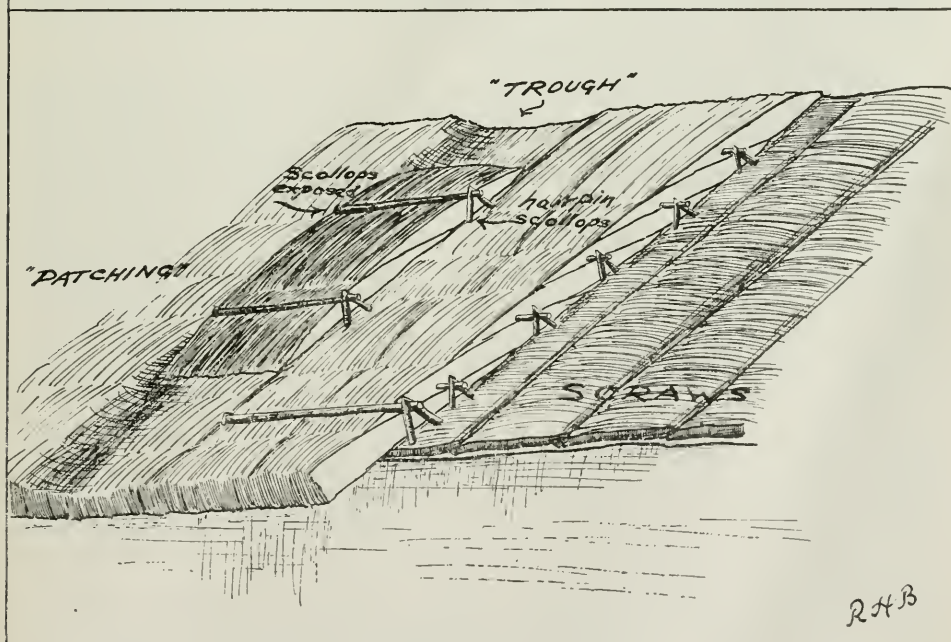 "TROUGH"
Scollops
exposed
hairpin
scollops
"PATCHING"
SCRAWS
RHB